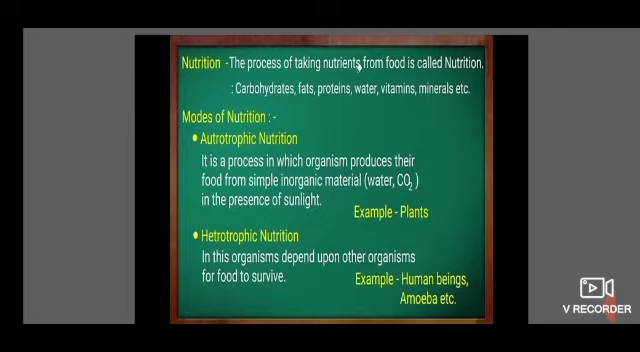 Nutrition - The process of taking nutrients from food is called Nutrition.
: Carbohydrates, fats, proteins, water, vitamins, minerals etc.
Modes of Nutrition : -
• Autrotrophic Nutrition
It is a process in which organism produces their
food from simple inorganic material (water, CO₂ )
in the presence of sunlight.
Example - Plants
• Hetrotrophic Nutrition
In this organisms depend upon other organisms
for food to survive.
Example - Human beings,
Amoeba etc.
V RECORDER